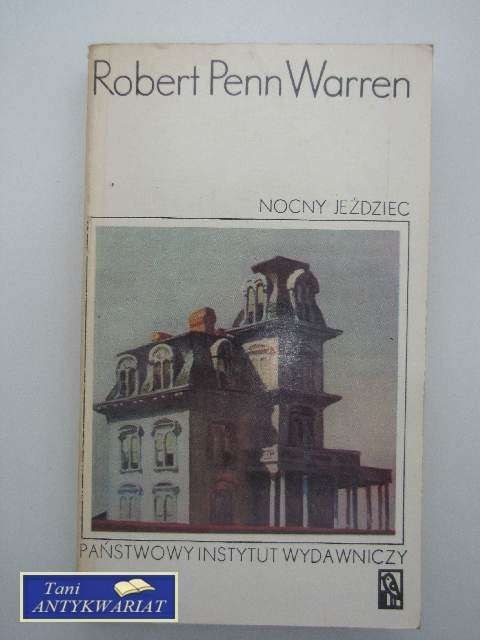 Robert Penn Warren
NOCNY JEŹDZIEC
PAŃSTWOWY INSTYTUT WYDAWNICZY
Tani
ANTYKWARIAT